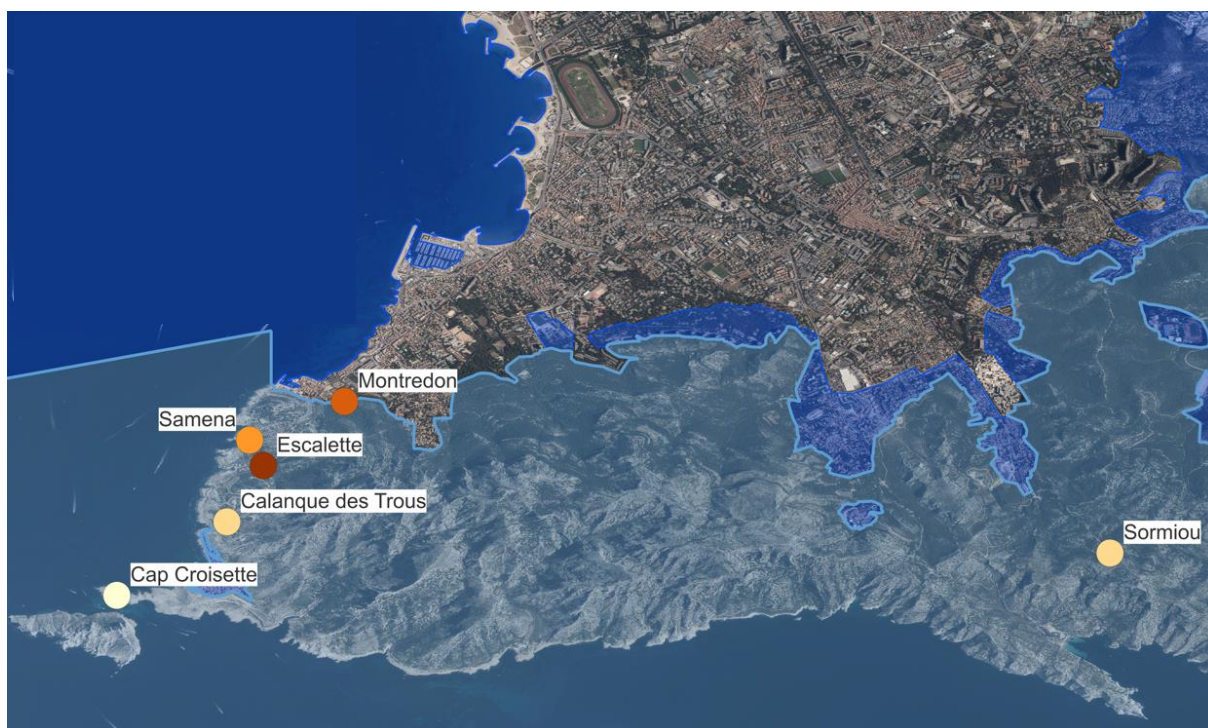 Montredon
Samena
Escalette
Calanque des Trous
Sormiou
Cap Croisette